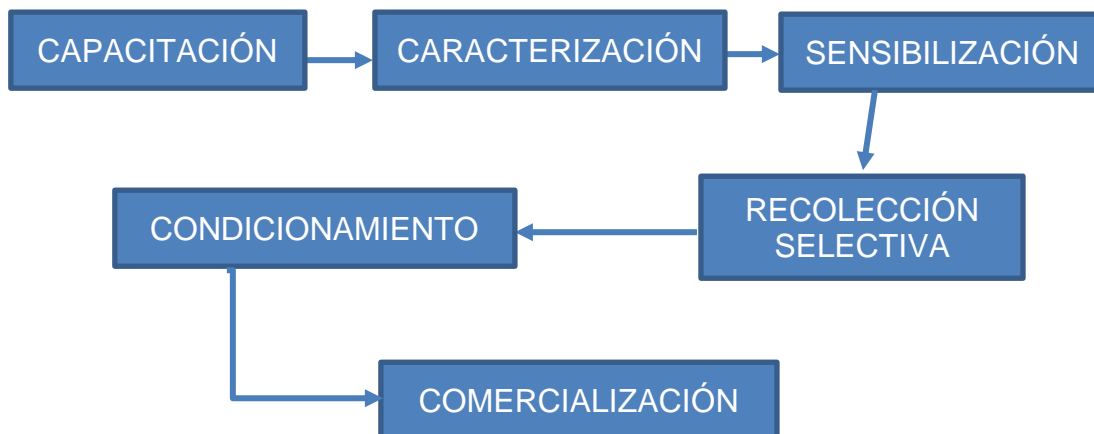 CAPACITACIÓN
CARACTERIZACIÓN
SENSIBILIZACIÓN
RECOLECCIÓN
SELECTIVA
CONDICIONAMIENTO
COMERCIALIZACIÓN